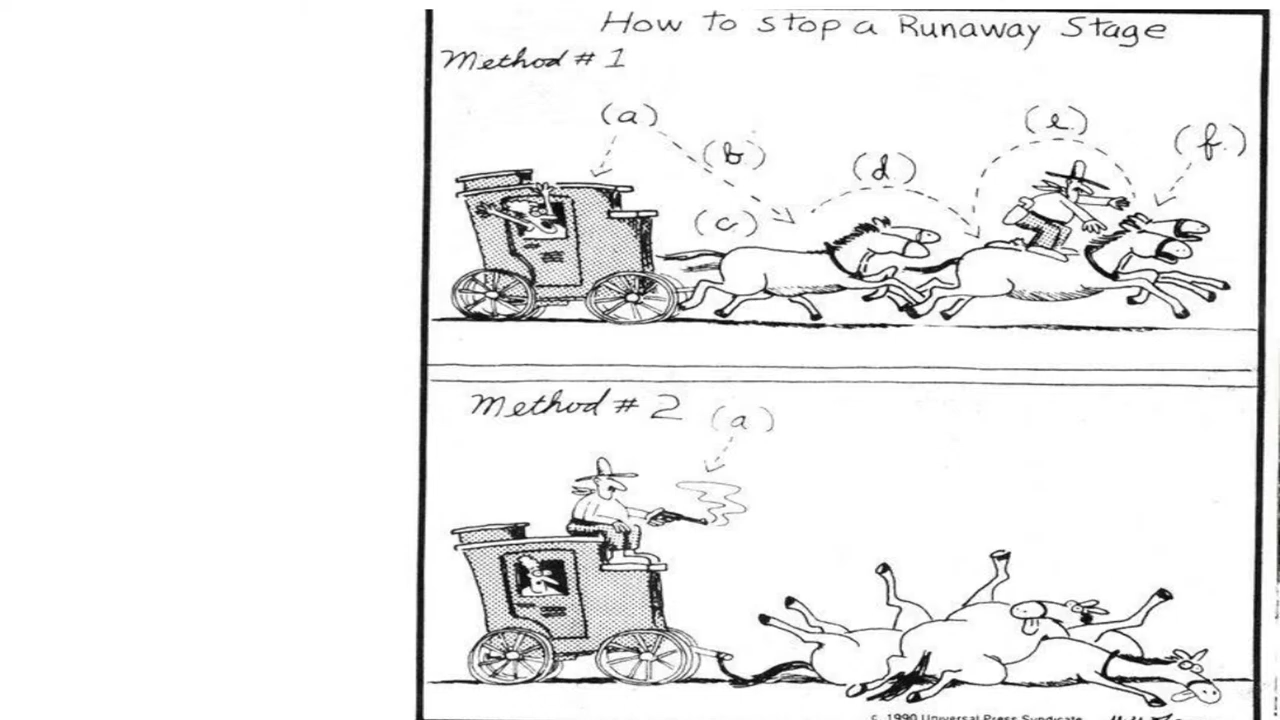 How to stop a Runaway Stage
Method # 1
(a)
(b.)
(c.)
(d)
(e.)
(f.)
Method # 2
(a)
c. 1990 Universal Press Syndicate